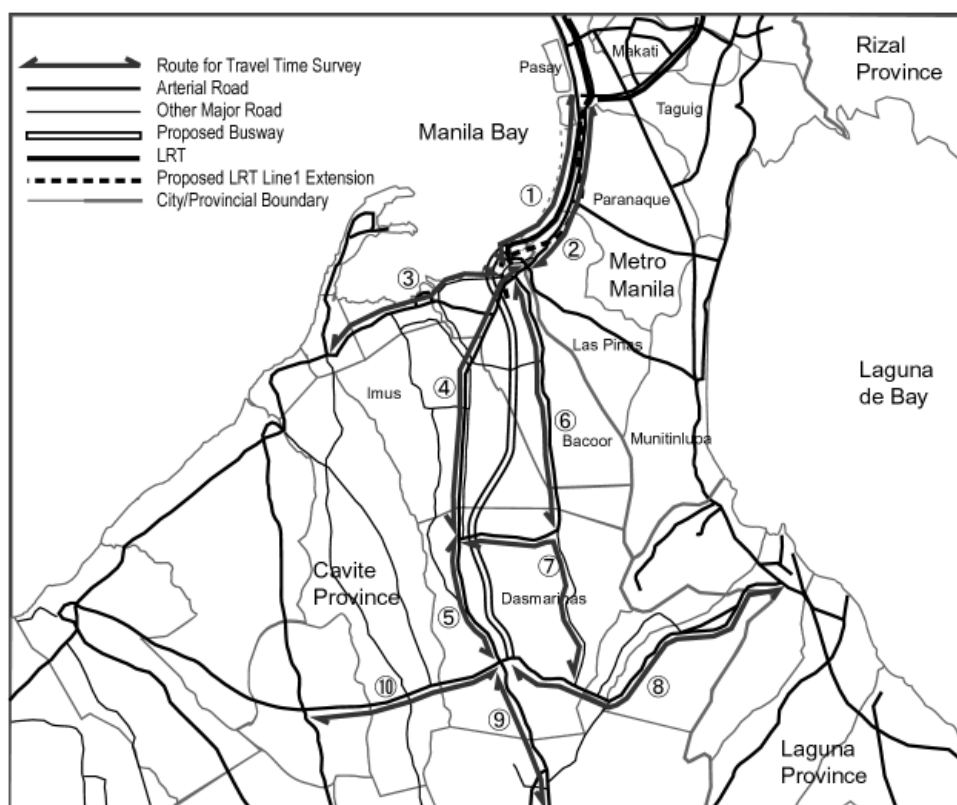 Route for Travel Time Survey
Arterial Road
Other Major Road
Proposed Busway
LRT
Proposed LRT Line1 Extension
City/Provincial Boundary
Makati
Pasay
Rizal
Province
Taguig
Manila Bay
①
Paranaque
②
Metro
Manila
③
Las Pinas
Laguna
de Bay
④
Imus
⑥
Bacoor
Munitinlupa
⑦
Cavite
Province
Dasmarinas
⑤
⑩
⑧
⑨
Laguna
Province